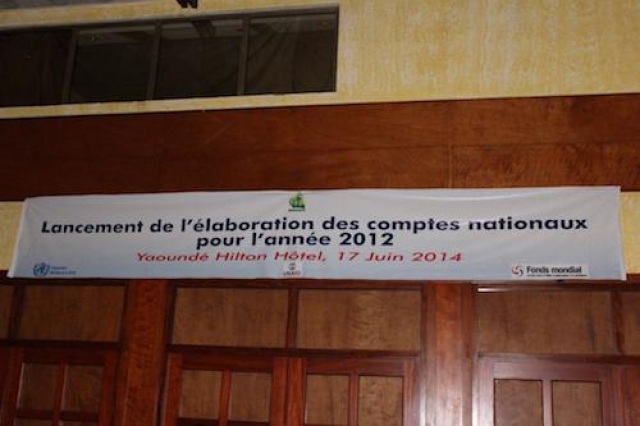 Lancement de l'élaboration des comptes nationaux
pour l'année 2012
Yaoundé Hilton Hôtel, 17 Juin 2014
Fonds mondial